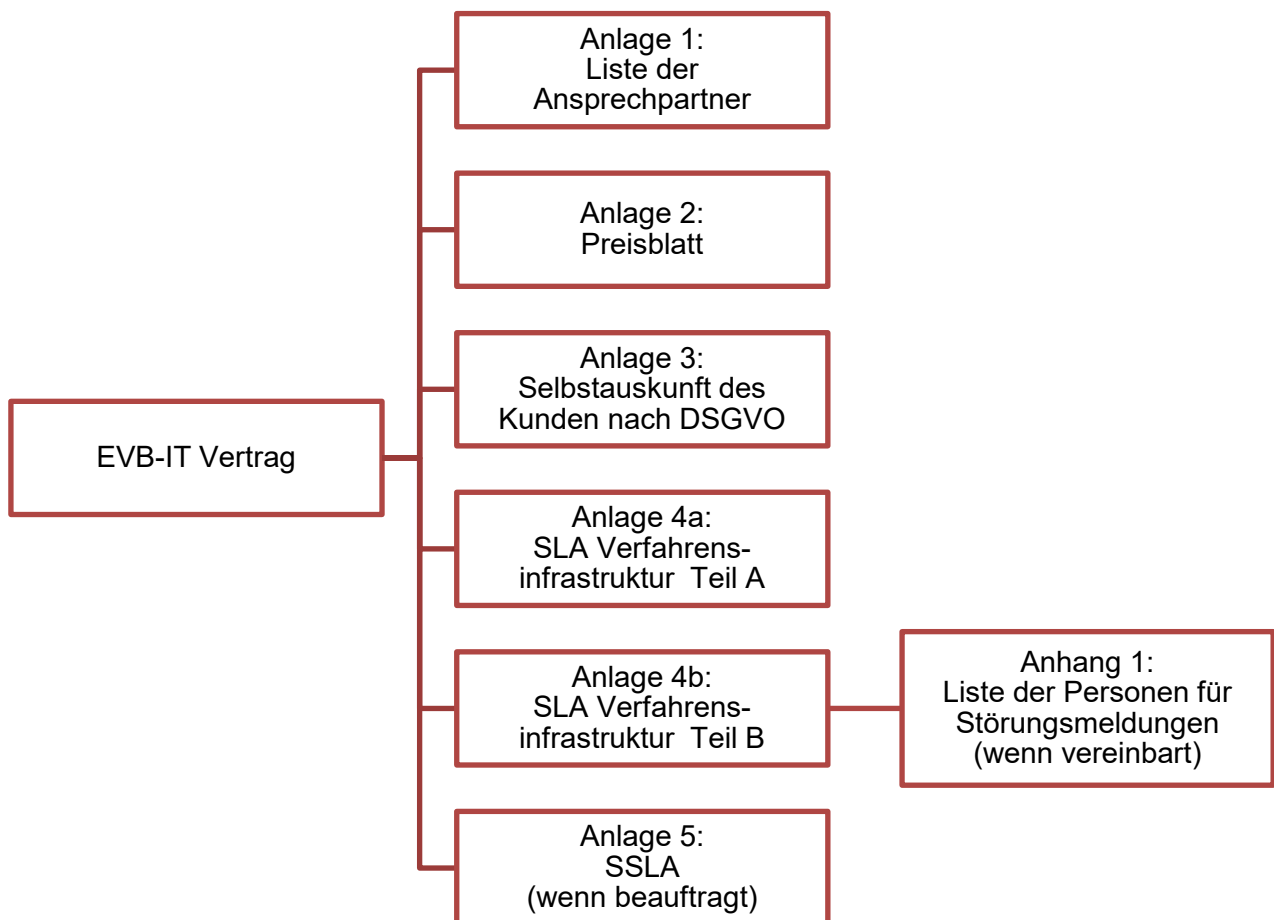 Anlage 1:
Liste der
Ansprechpartner
Anlage 2:
Preisblatt
Anlage 3:
Selbstauskunft des
Kunden nach DSGVO
EVB-IT Vertrag
Anlage 4a:
SLA Verfahrens-
infrastruktur  Teil A
Anlage 4b:
SLA Verfahrens-
infrastruktur  Teil B
Anhang 1:
Liste der Personen für
Störungsmeldungen
(wenn vereinbart)
Anlage 5:
SSLA
(wenn beauftragt)